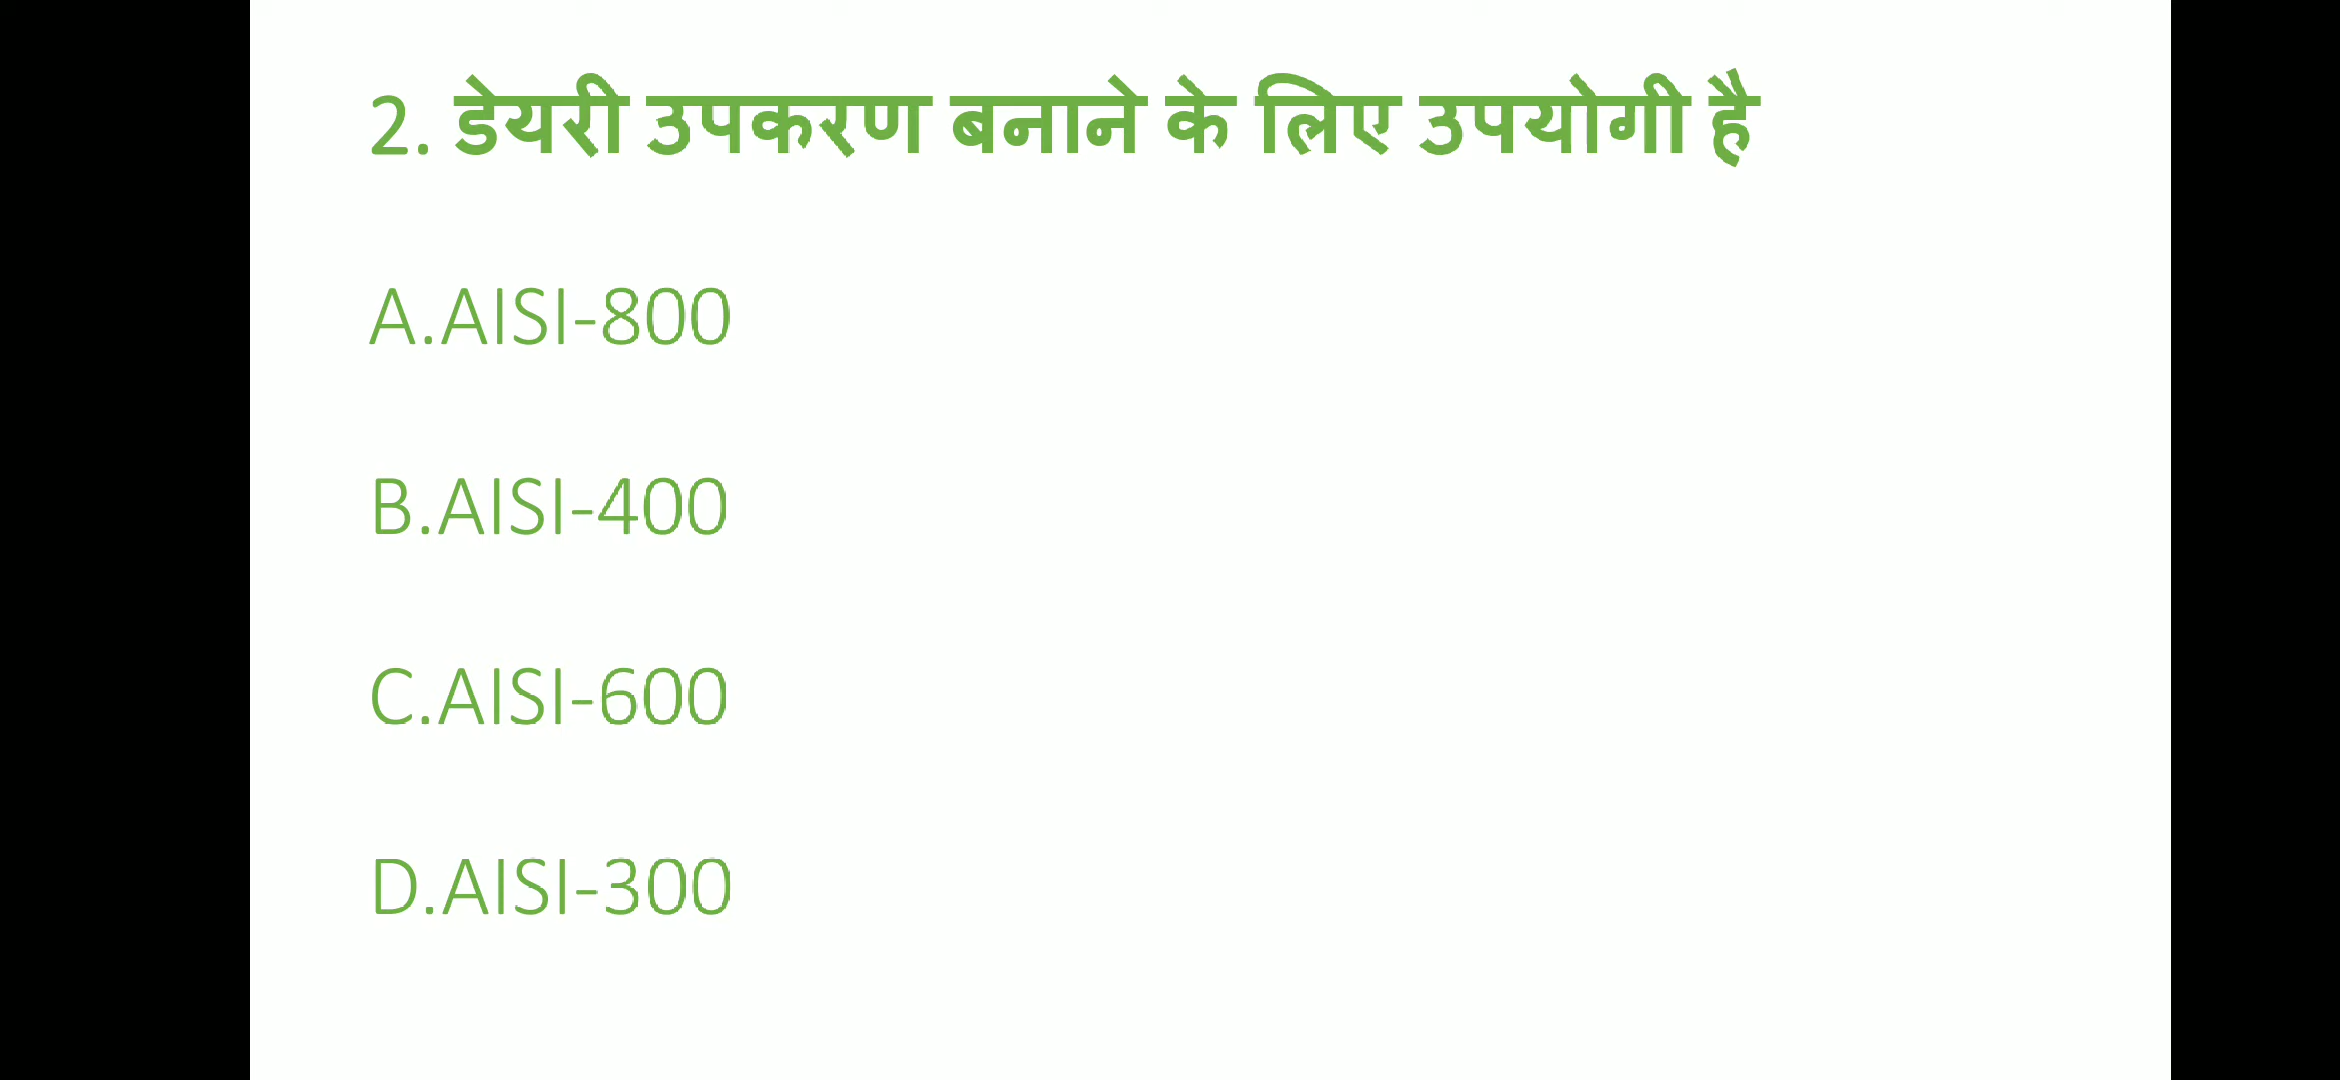 2. डेयरी उपकरण बनाने के लिए उपयोगी है
A.AISI-800
B.AISI-400
C.AISI-600
D.AISI-300